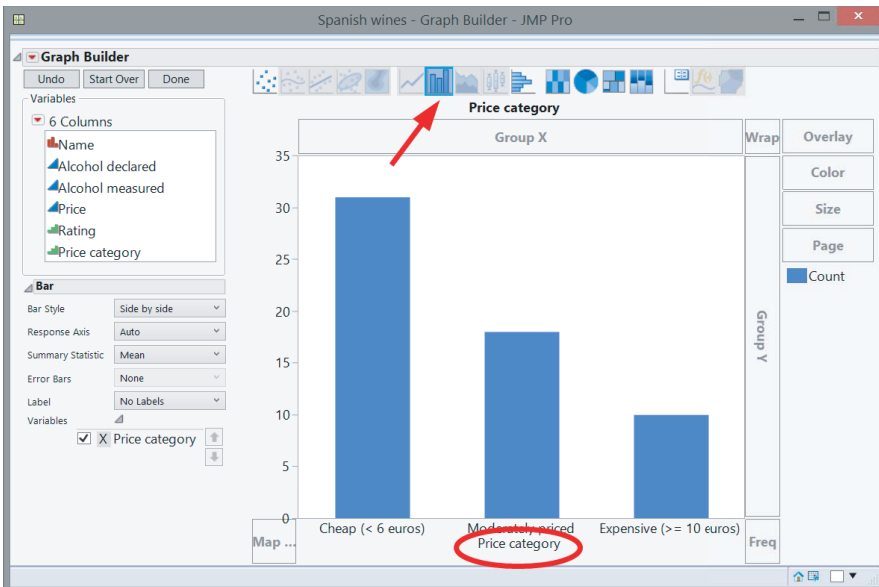 Spanish wines - Graph Builder - JMP Pro
Graph Builder
Undo Start Over Done
Variables
6 Columns
Name
Alcohol declared
Alcohol measured
Price
Rating
Price category
Bar
Bar Style Side by side
Response Axis Auto
Summary Statistic Mean
Error Bars None
Label No Labels
Variables
X Price category
Price category
Group X
Wrap
Overlay
Color
Size
Page
Count
Group Y
35
30
25
20
15
10
5
0
Cheap (< 6 euros) Moderately priced Expensive (>= 10 euros)
Price category
Map ...
Freq